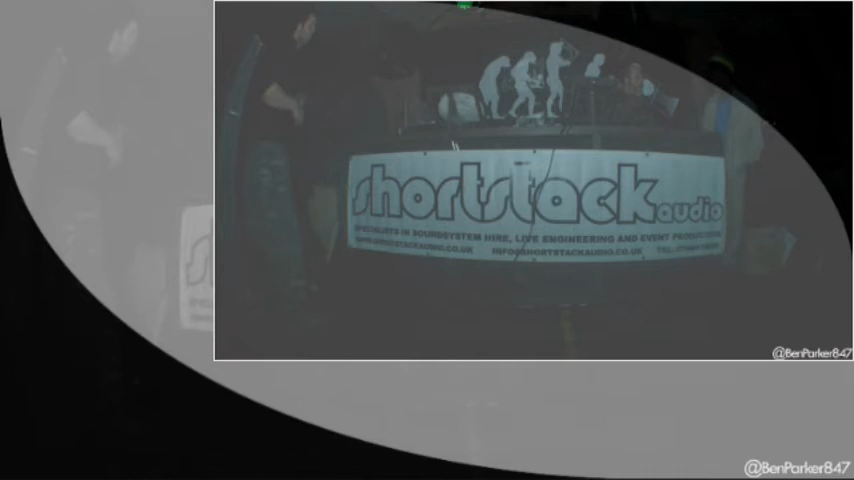 shortstack audio
SPECIALISTS IN SOUNDSYSTEM HIRE, LIVE ENGINEERING AND EVENT PRODUCTION
WWW.SHORTSTACKAUDIO.CO.UK INFO@SHORTSTACKAUDIO.CO.UK TEL:
@BenParker847
@BenParker847